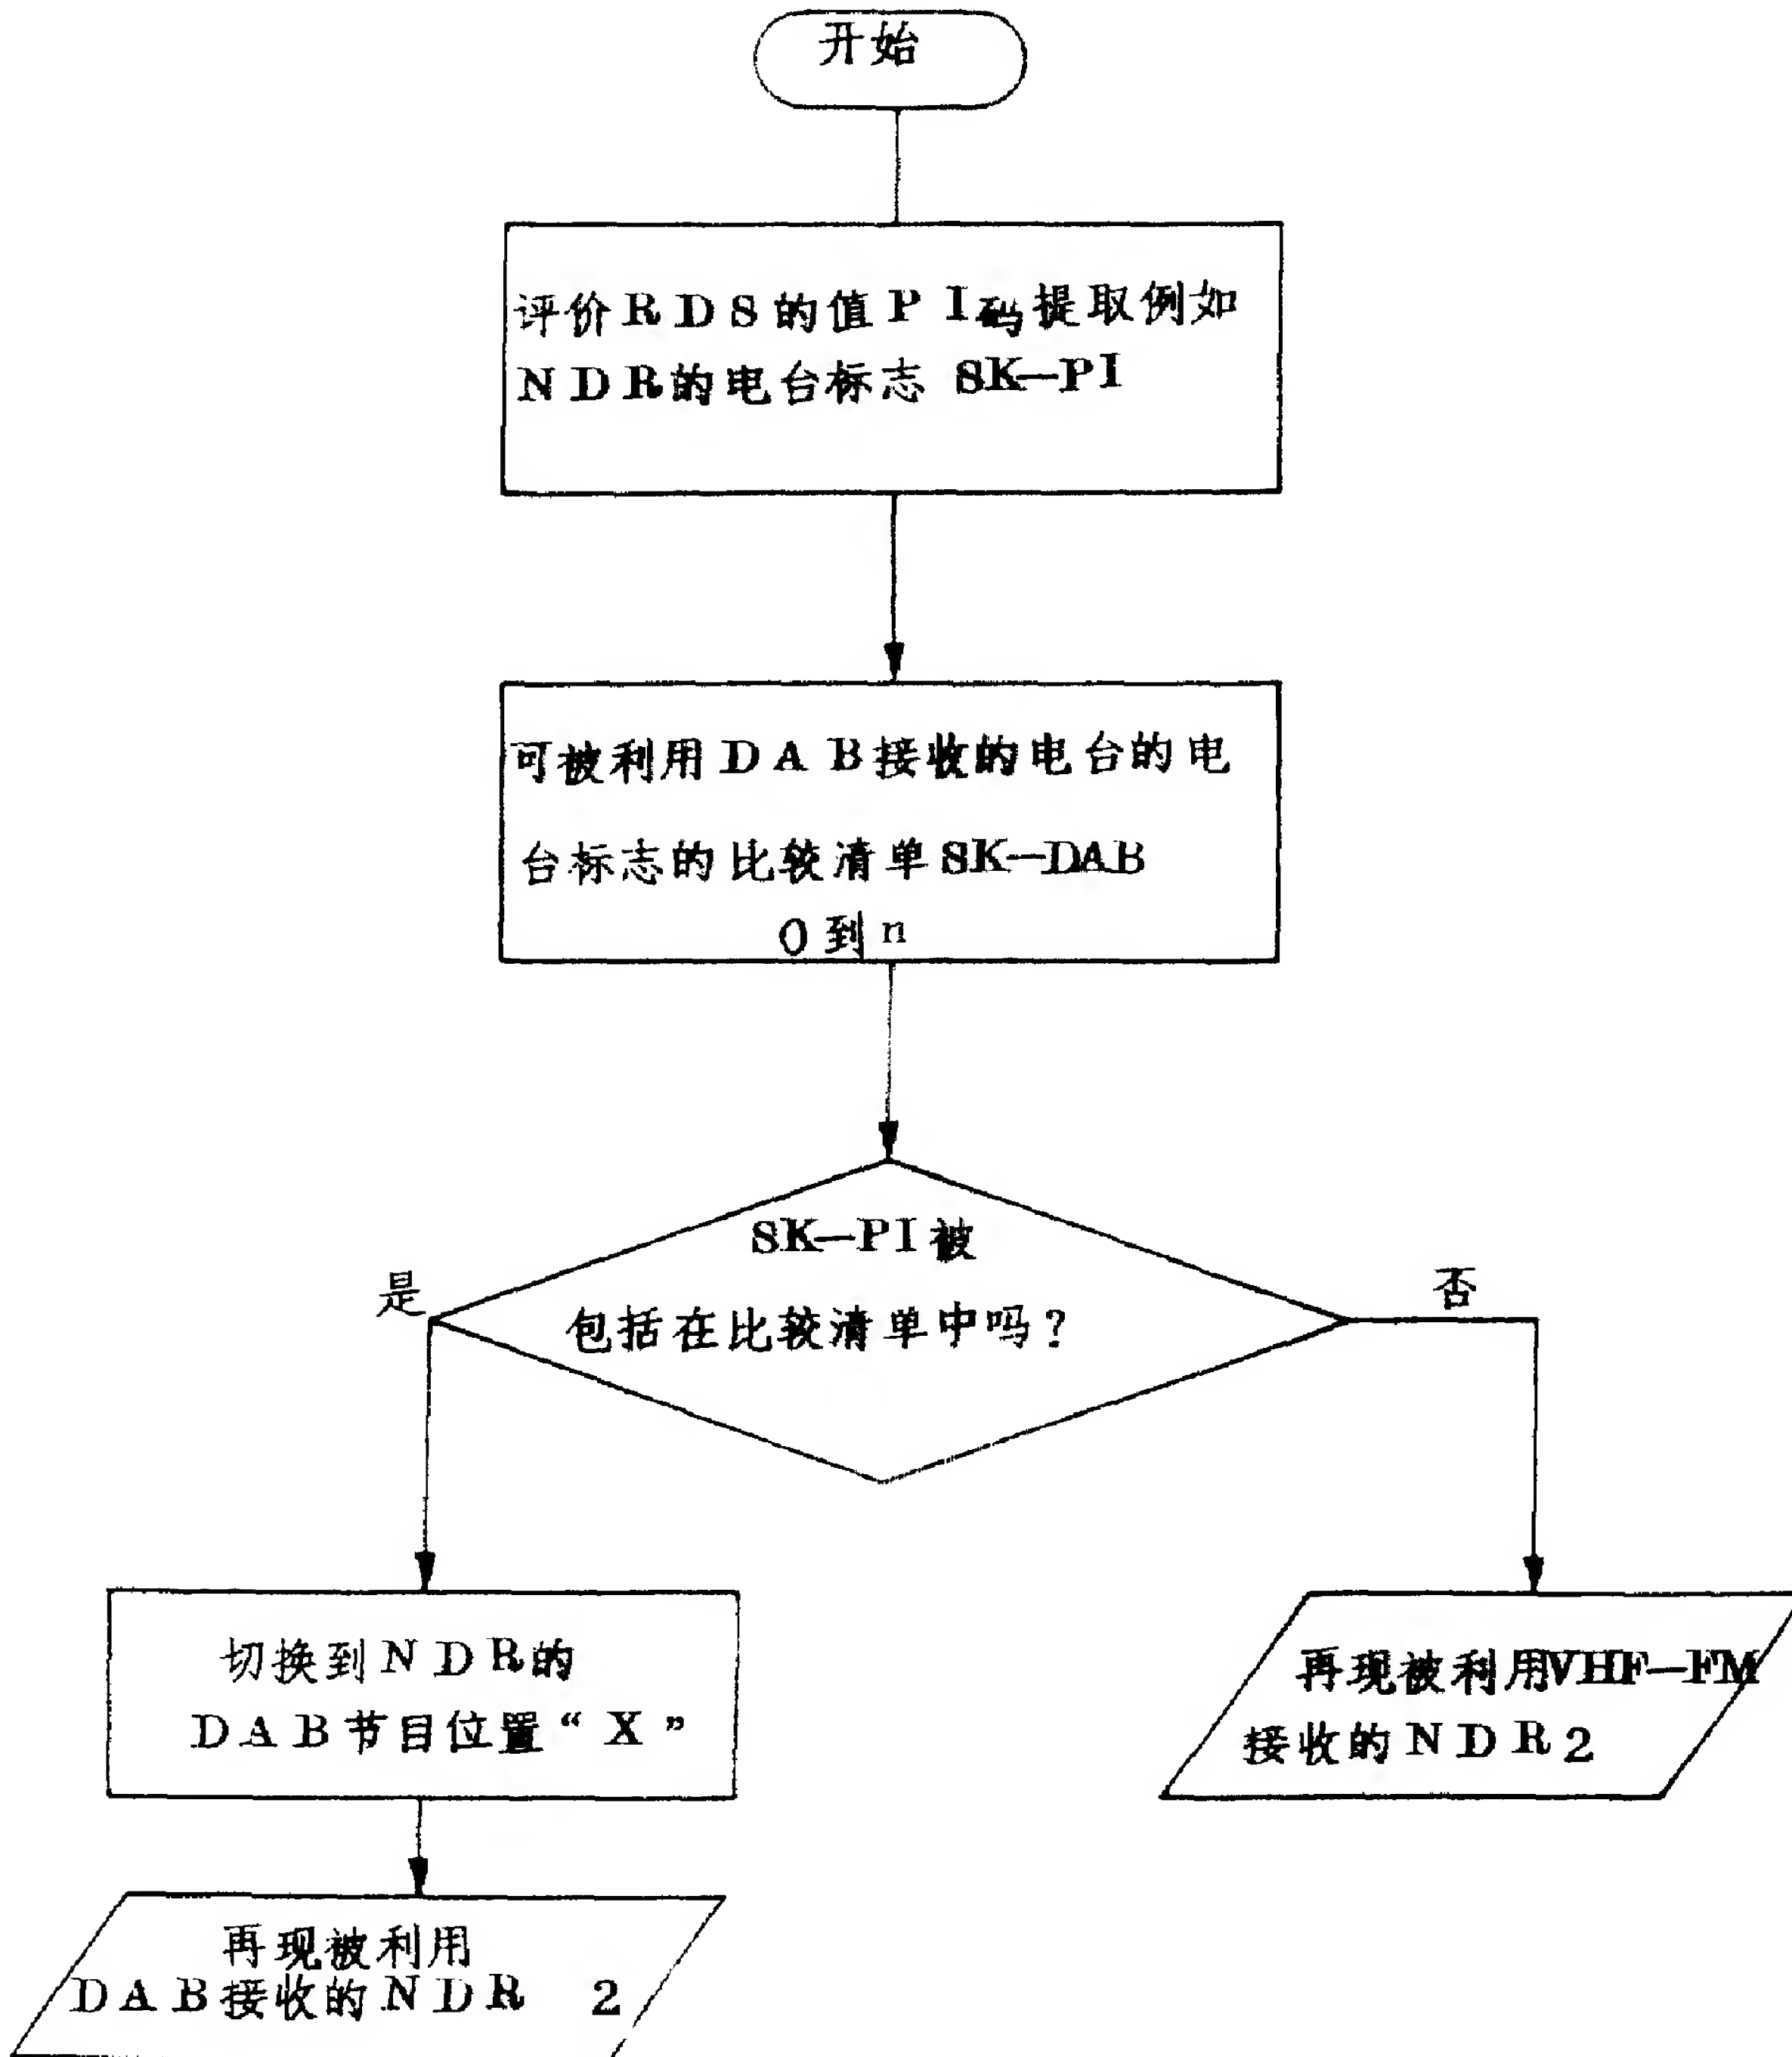 开始
评价RDS的值PI码提取例如
NDR的电台标志 SK—PI
可被利用DAB接收的电台的电
台标志的比较清单SK—DAB
0到n
SK—PI被
包括在比较清单中吗?
是
否
切换到NDR的
DAB节目位置“X”
再现被利用VHF—FM
接收的NDR2
再现被利用
DAB接收的NDR 2